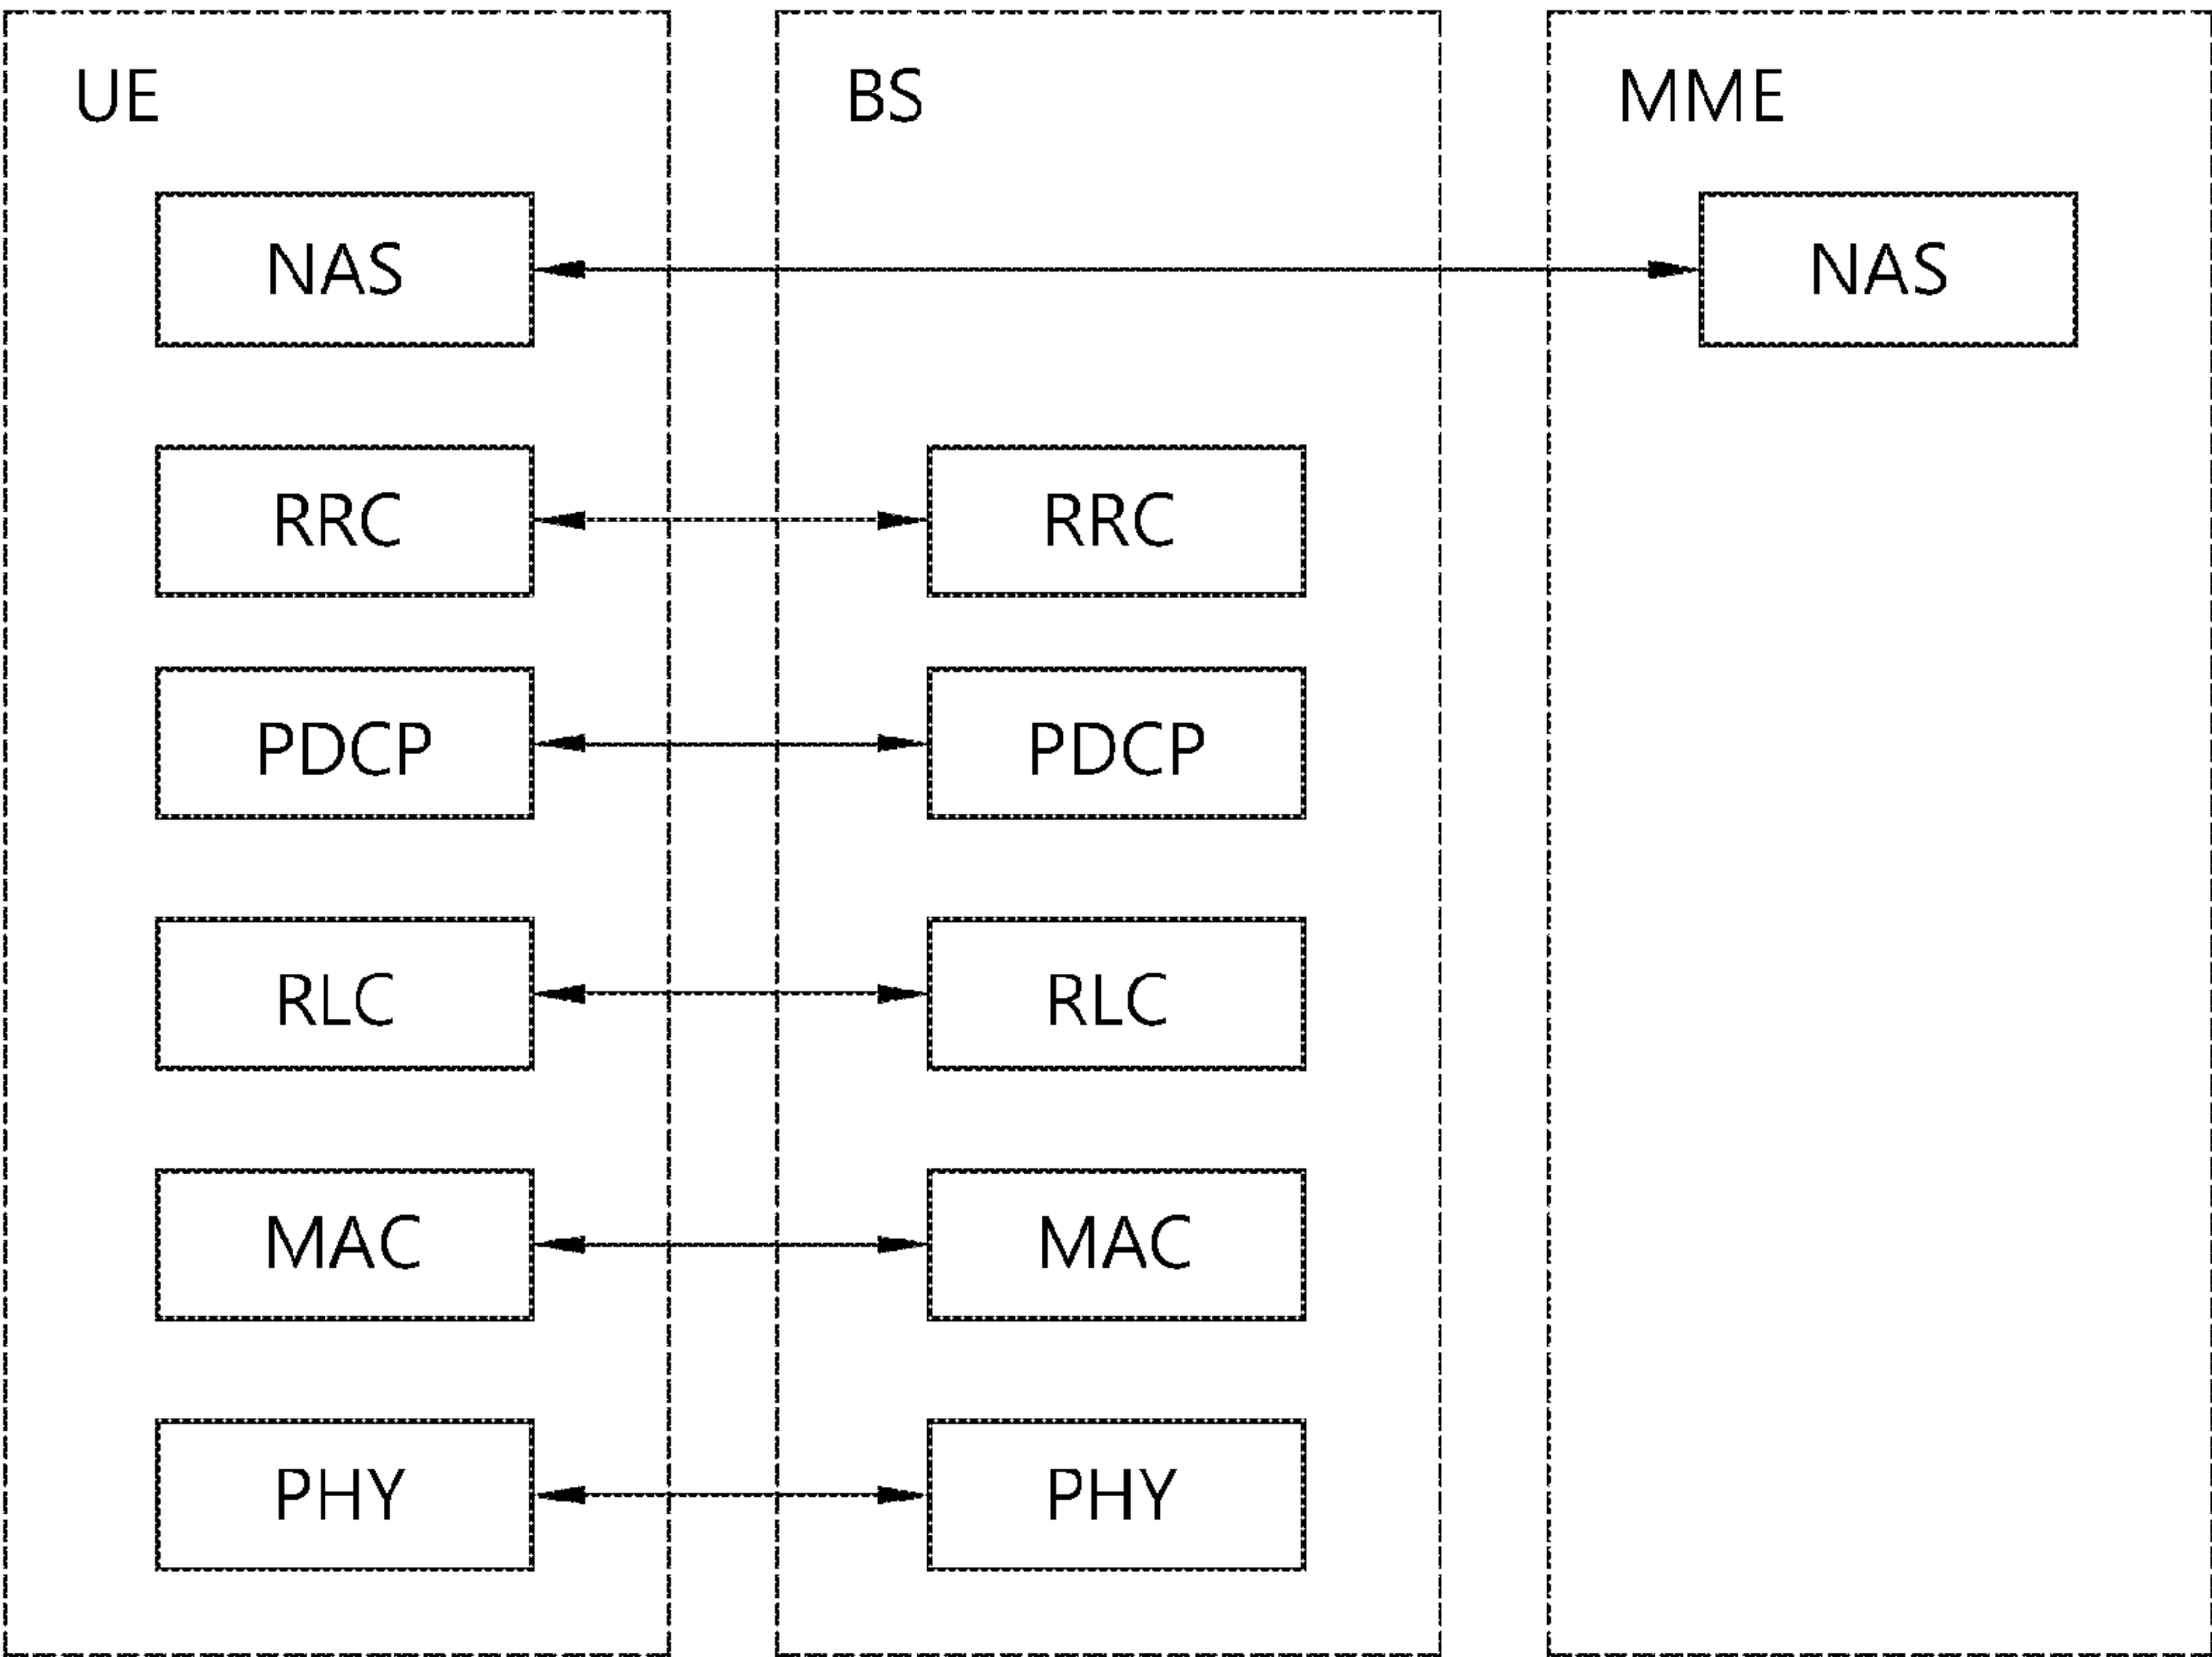 UE BS MME
NAS NAS
RRC RRC
PDCP PDCP
RLC RLC
MAC MAC
PHY PHY